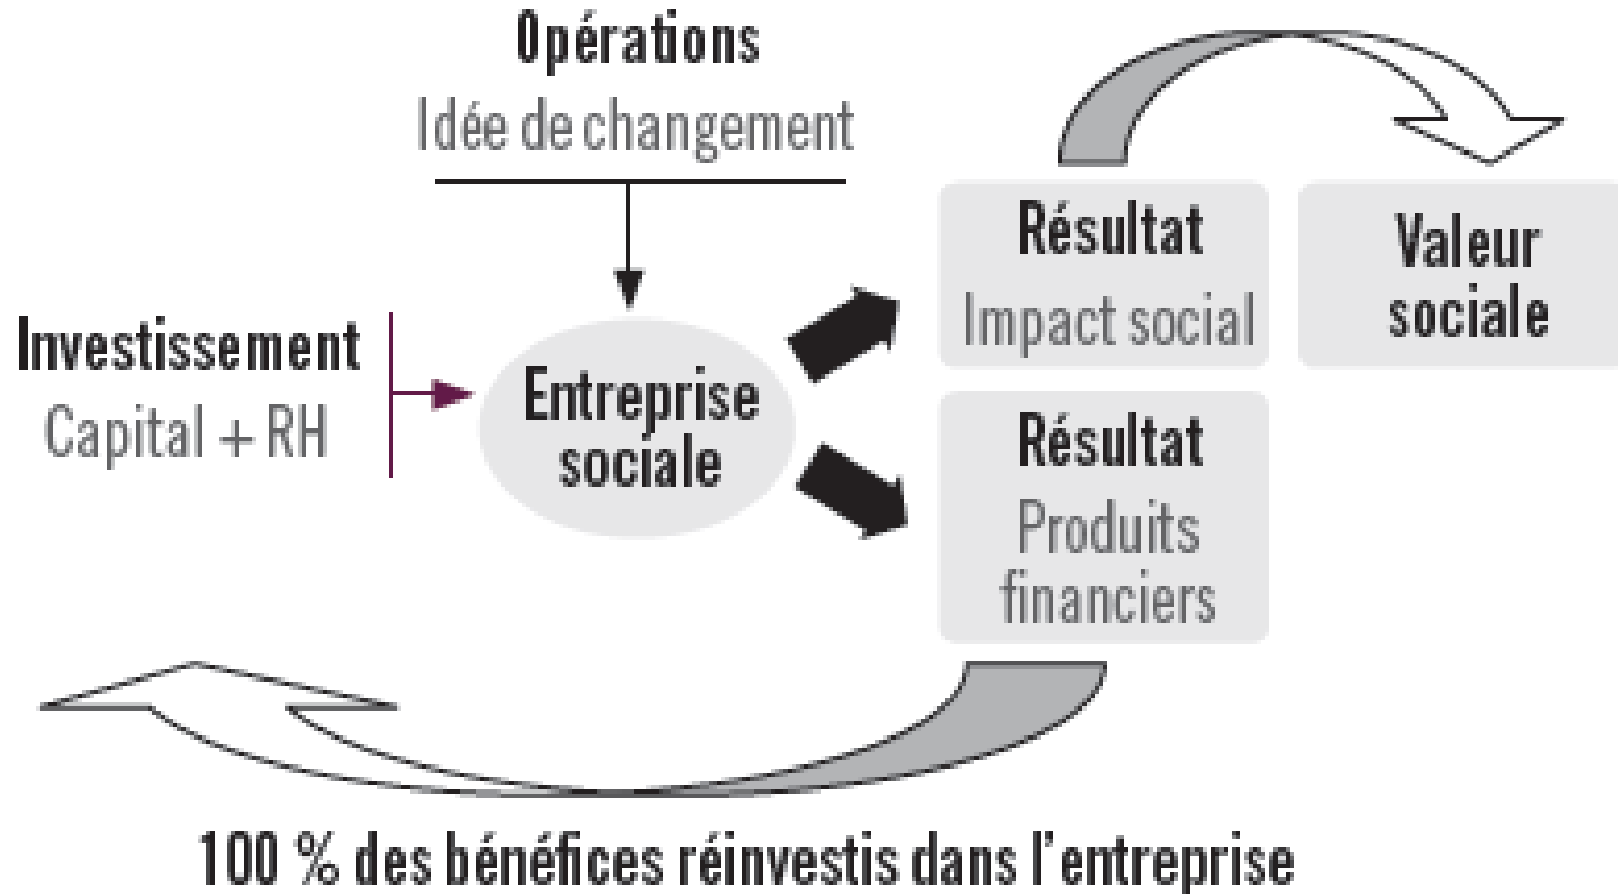 Opérations
Idée de changement
Investissement
Capital + RH
Entreprise
sociale
Résultat
Impact social
Valeur
sociale
Résultat
Produits
financiers
100 % des bénéfices réinvestis dans l'entreprise